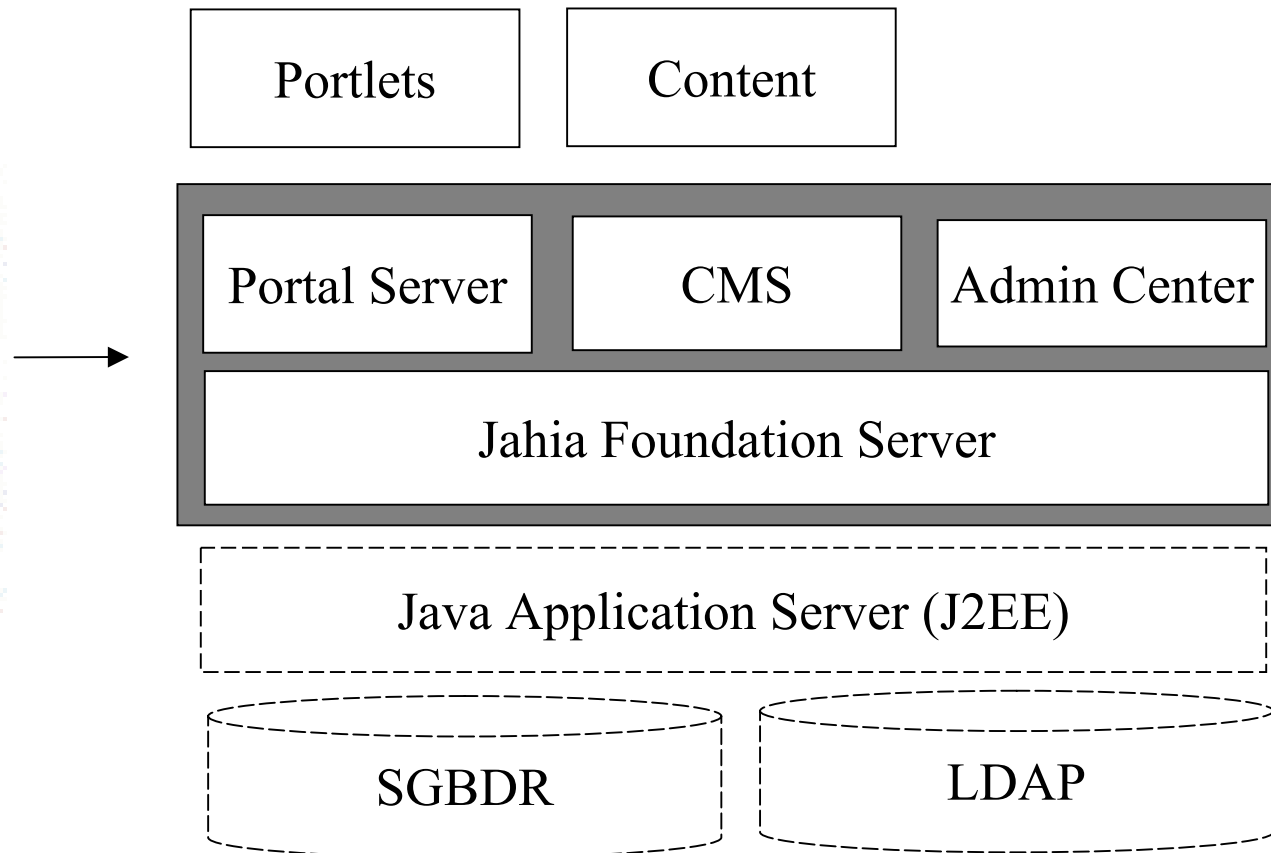 Portlets
Content
Portal Server
CMS
Admin Center
Jahia Foundation Server
Java Application Server (J2EE)
SGBDR
LDAP